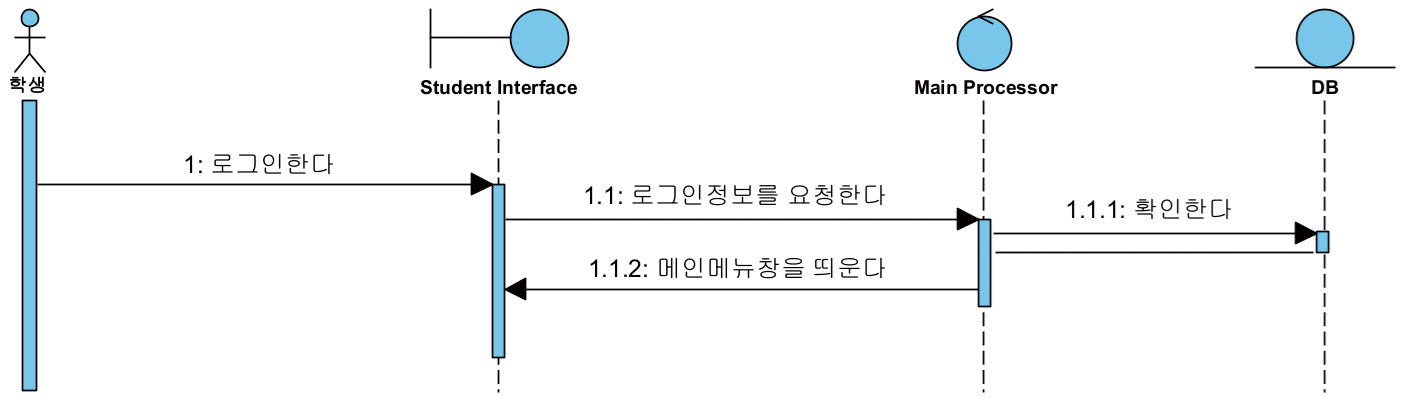 학생
Student Interface
Main Processor
DB
1: 로그인한다
1.1: 로그인정보를 요청한다
1.1.1: 확인한다
1.1.2: 메인메뉴창을 띄운다